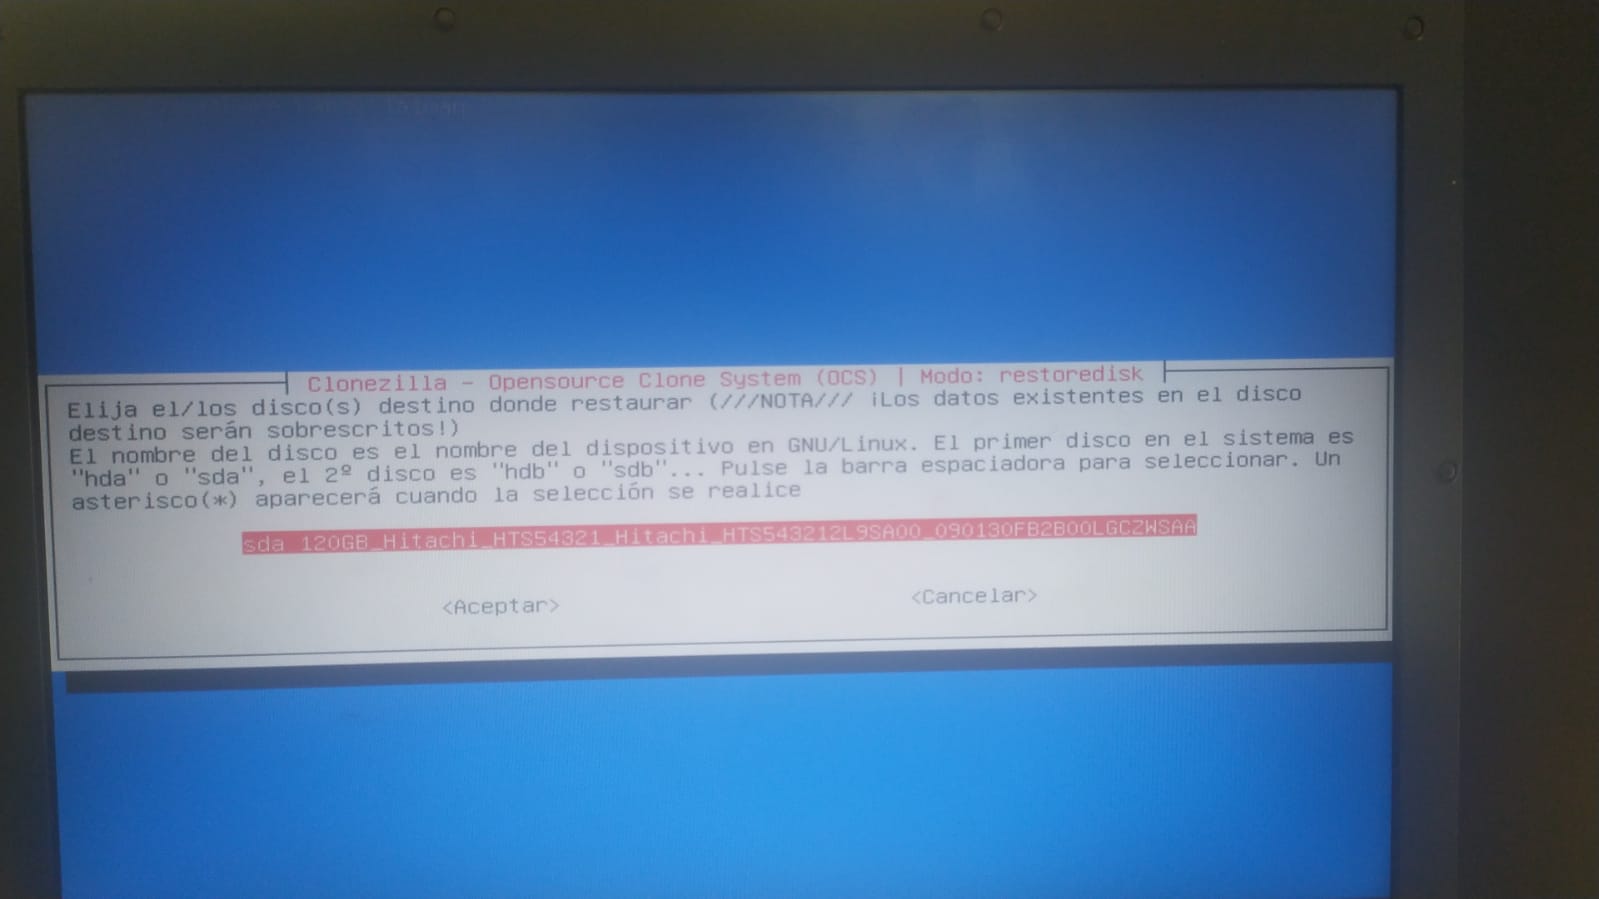 Clonezilla - Opensource Clone System (OCS) | Modo: restoredisk
Elija el/los disco(s) destino donde restaurar (///NOTA/// ¡Los datos existentes en el disco
destino serán sobrescritos!)
El nombre del disco es el nombre del dispositivo en GNU/Linux. El primer disco en el sistema es
"hda" o "sda", el 2º disco es "hdb" o "sdb"... Pulse la barra espaciadora para seleccionar. Un
asterisco(*) aparecerá cuando la selección se realice
sda 120GB_Hitachi_HTS54321_Hitachi_HTS543212L9SA00_090130FB2B00LGCZWSAA
<Aceptar>
<Cancelar>